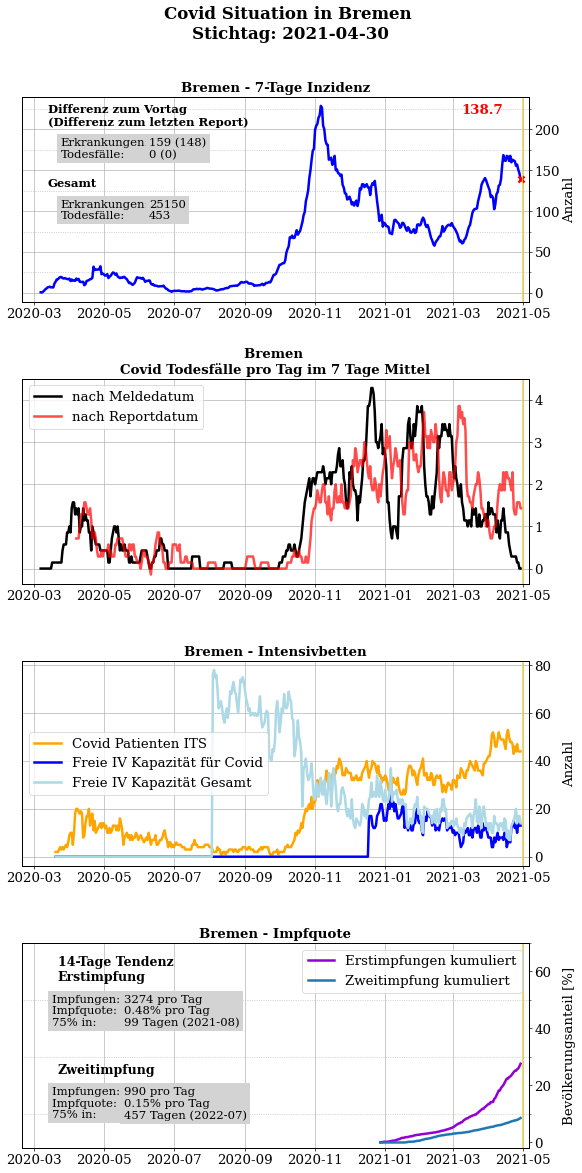 Covid Situation in Bremen
Stichtag: 2021-04-30
Bremen - 7-Tage Inzidenz
Differenz zum Vortag
(Differenz zum letzten Report)
Erkrankungen 159 (148)
Todesfälle: 0 (0)
Gesamt
Erkrankungen 25150
Todesfälle: 453
138.7
200
150
100
50
0
Anzahl
2020-03 2020-05 2020-07 2020-09 2020-11 2021-01 2021-03 2021-05
Bremen
Covid Todesfälle pro Tag im 7 Tage Mittel
nach Meldedatum
nach Reportdatum
4
3
2
1
0
2020-03 2020-05 2020-07 2020-09 2020-11 2021-01 2021-03 2021-05
Bremen - Intensivbetten
Covid Patienten ITS
Freie IV Kapazität für Covid
Freie IV Kapazität Gesamt
80
60
40
20
0
Anzahl
2020-03 2020-05 2020-07 2020-09 2020-11 2021-01 2021-03 2021-05
Bremen - Impfquote
14-Tage Tendenz
Erstimpfung
Impfungen: 3274 pro Tag
Impfquote: 0.48% pro Tag
75% in: 99 Tagen (2021-08)
Zweitimpfung
Impfungen: 990 pro Tag
Impfquote: 0.15% pro Tag
75% in: 457 Tagen (2022-07)
Erstimpfungen kumuliert
Zweitimpfung kumuliert
60
40
20
0
Bevölkerungsanteil [%]
2020-03 2020-05 2020-07 2020-09 2020-11 2021-01 2021-03 2021-05